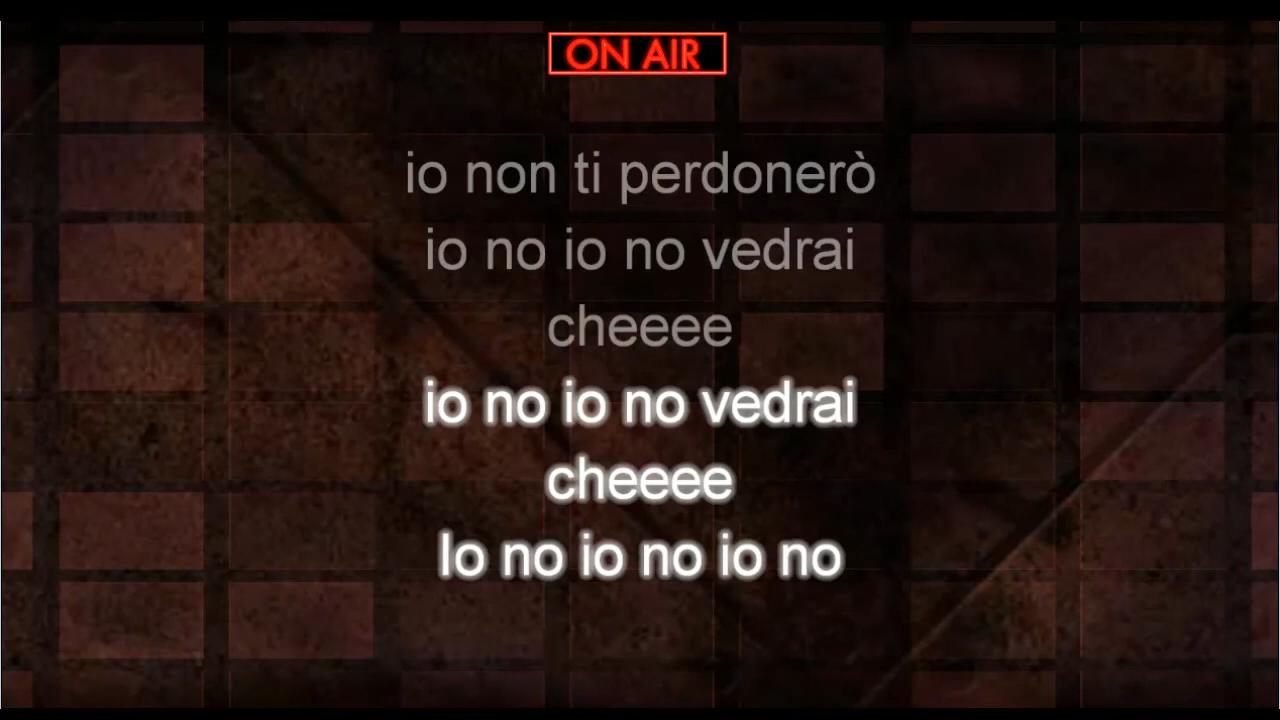 ON AIR
io non ti perdonerò
io no io no vedrai
cheeee
io no io no vedrai
cheeee
Io no io no io no